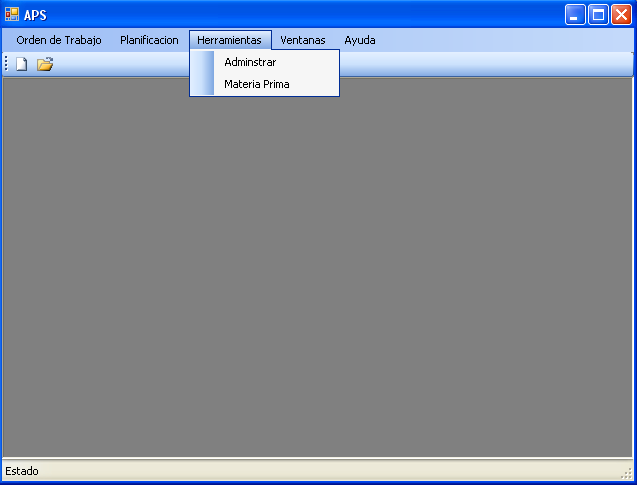 APS
Orden de Trabajo Planificacion Herramientas Ventanas Ayuda
Adminstrar
Materia Prima
Estado